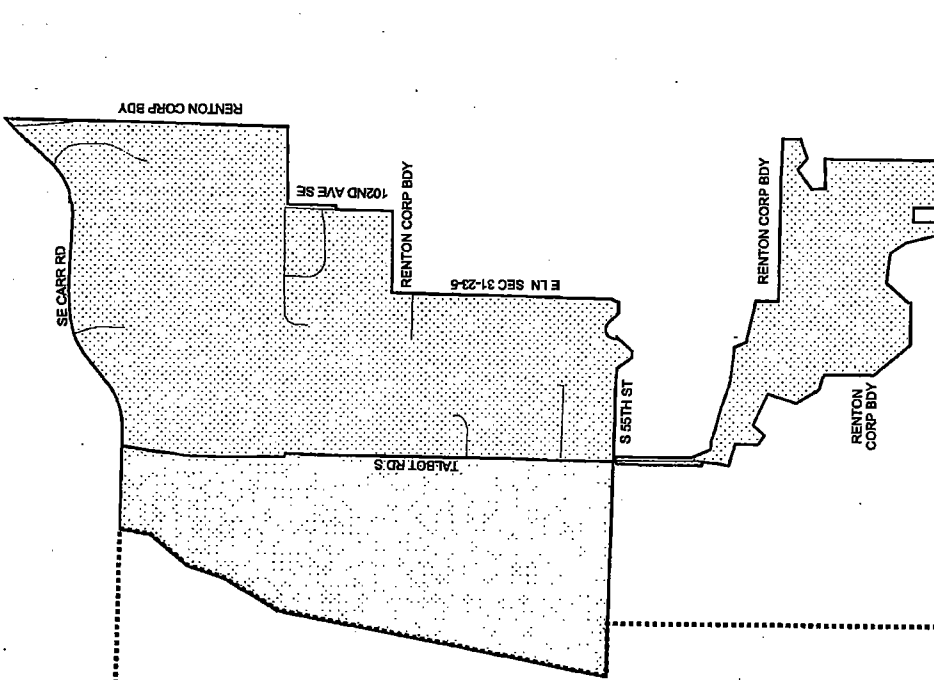 RENTON CORP BDY
102ND AVE SE
RENTON CORP BDY
SE CARR RD
E LN SEC 31-23-5
RENTON CORP BDY
S 55TH ST
RENTON
CORP BDY
TALBOT RD S